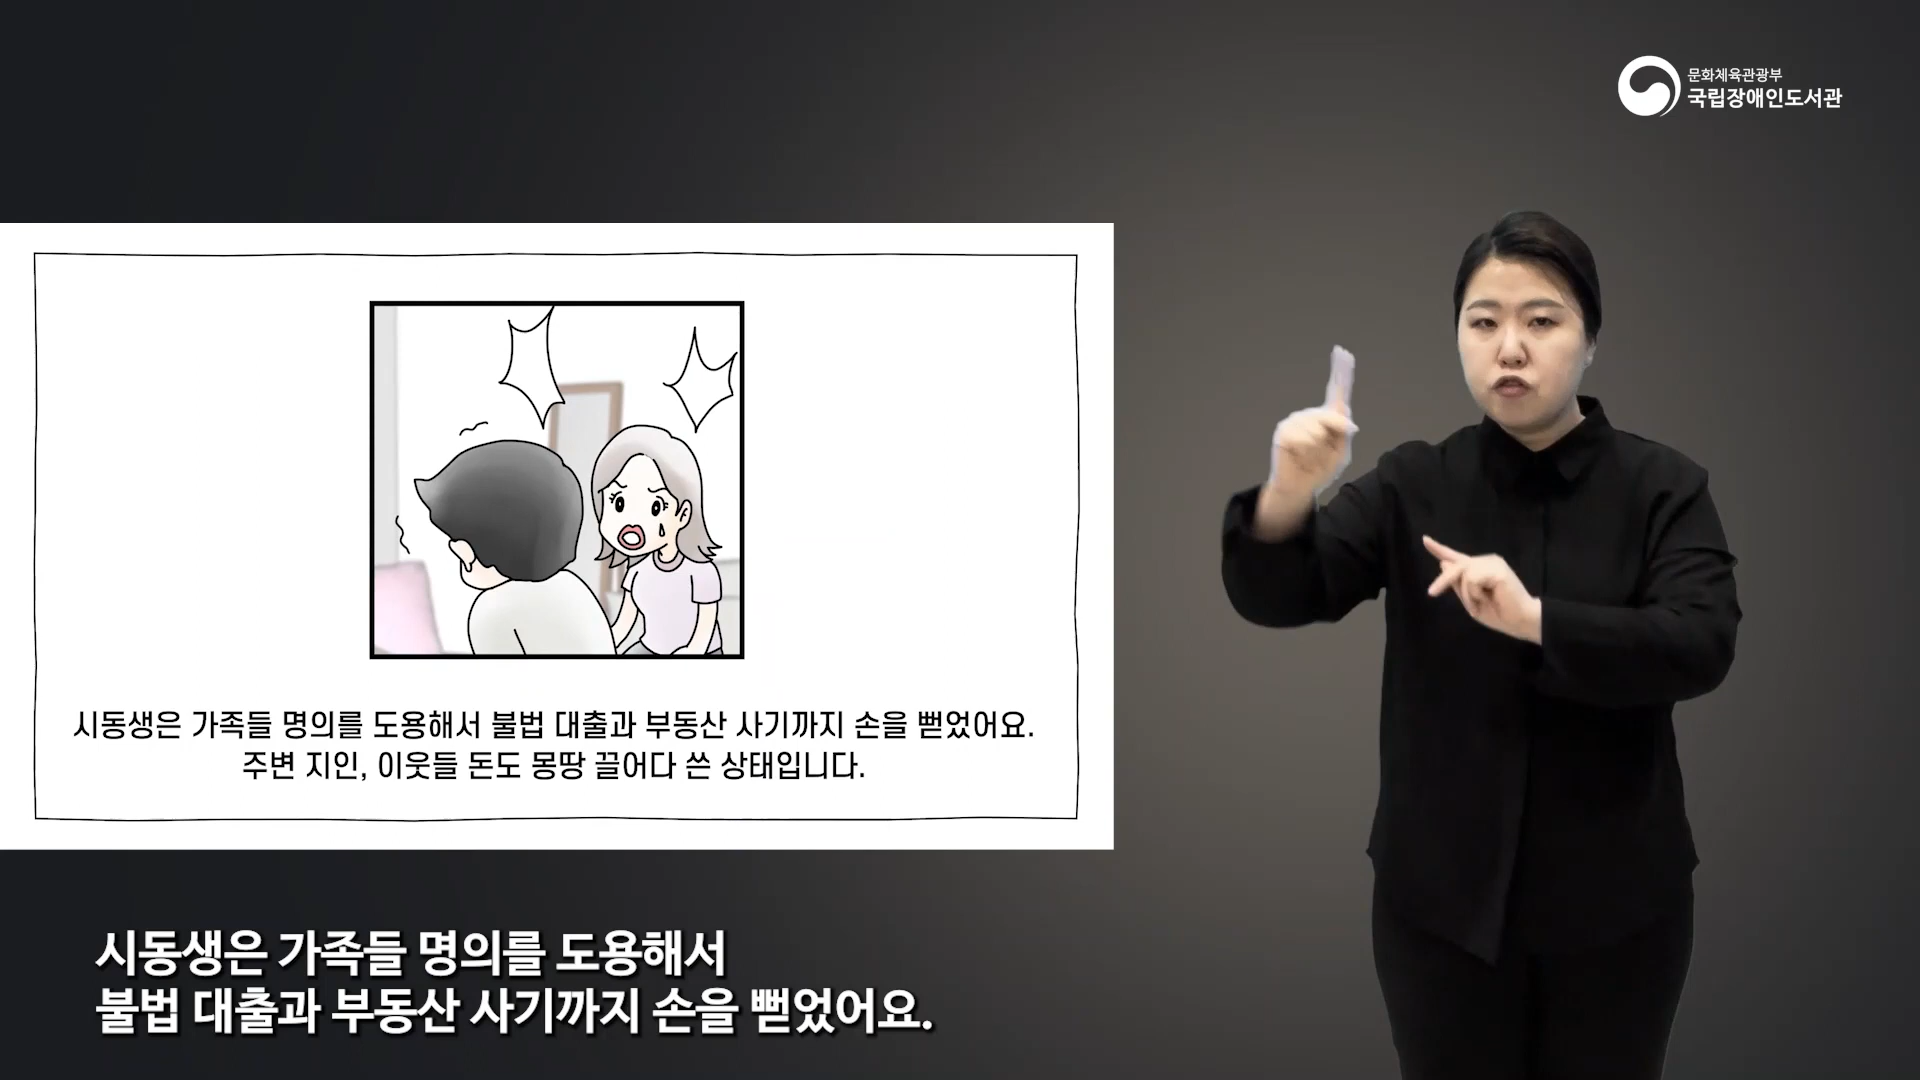 문화체육관광부
국립장애인도서관
시동생은 가족들 명의를 도용해서 불법 대출과 부동산 사기까지 손을 뻗었어요.
주변 지인, 이웃들 돈도 몽땅 끌어다 쓴 상태입니다.
시동생은 가족들 명의를 도용해서
불법 대출과 부동산 사기까지 손을 뻗었어요.